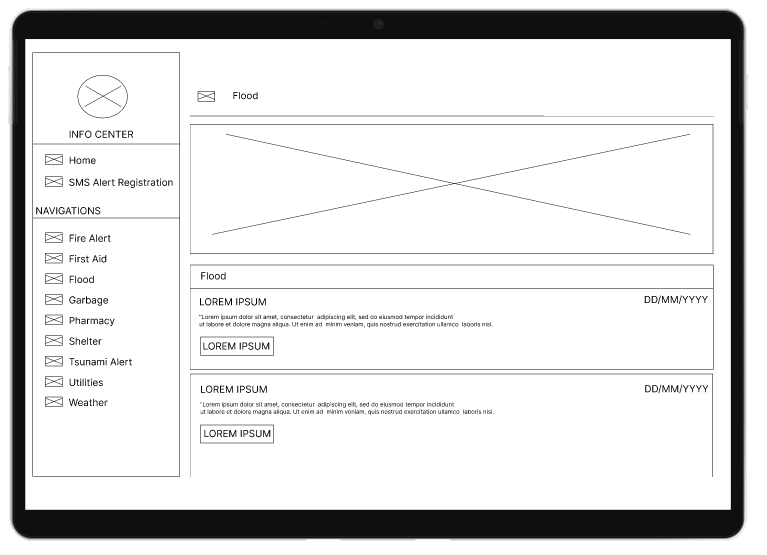 INFO CENTER
Home
SMS Alert Registration
NAVIGATIONS
Fire Alert
First Aid
Flood
Garbage
Pharmacy
Shelter
Tsunami Alert
Utilities
Weather
Flood
Flood
LOREM IPSUM
DD/MM/YYYY
"Lorem ipsum dolor sit amet, consectetur adipiscing elit, sed do eiusmod tempor incididunt
ut labore et dolore magna aliqua. Ut enim ad minim veniam, quis nostrud exercitation ullamco laboris nisi.
LOREM IPSUM
LOREM IPSUM
DD/MM/YYYY
"Lorem ipsum dolor sit amet, consectetur adipiscing elit, sed do eiusmod tempor incididunt
ut labore et dolore magna aliqua. Ut enim ad minim veniam, quis nostrud exercitation ullamco laboris nisi.
LOREM IPSUM